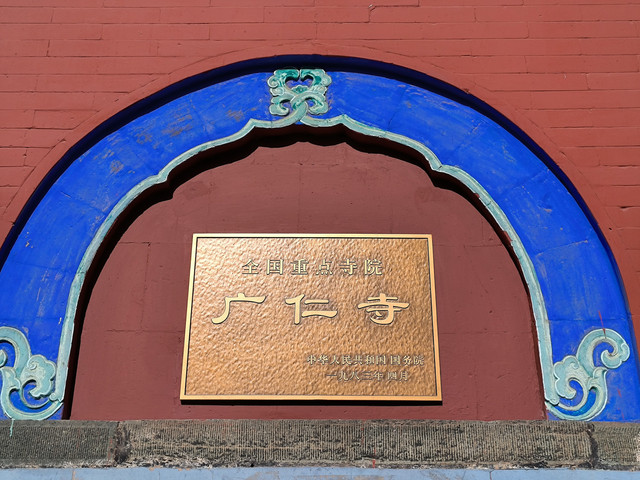 全国重点寺院
广仁寺
中华人民共和国国务院
一九八三年四月